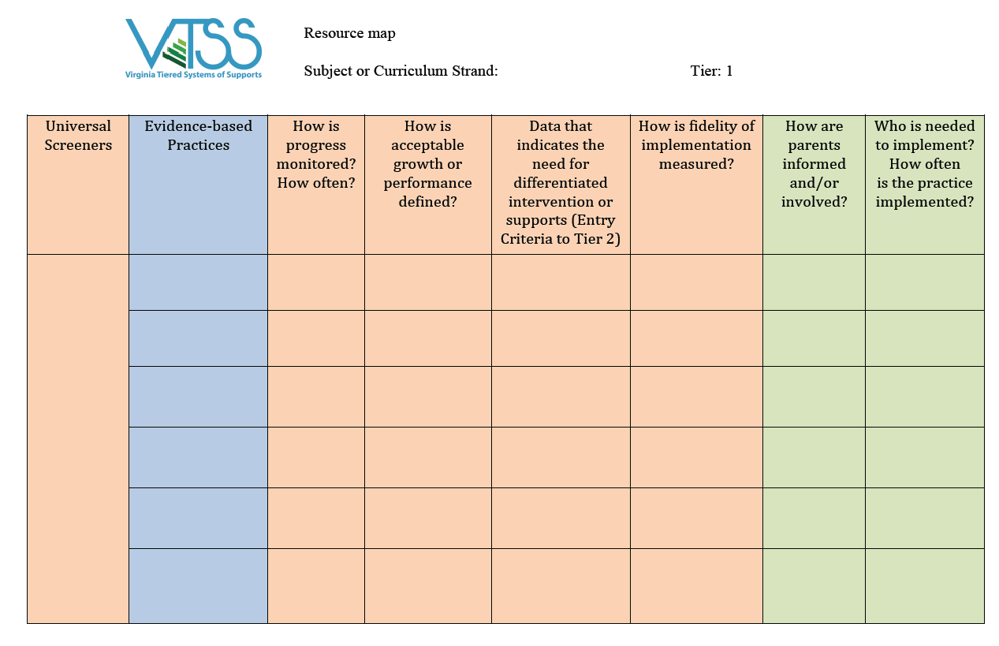 VTSS
Virginia Tiered Systems of Supports
Resource map
Subject or Curriculum Strand:
Tier: 1
Universal
Screeners
Evidence-based
Practices
How is
progress
monitored?
How often?
How is
acceptable
growth or
performance
defined?
Data that
indicates the
need for
differentiated
intervention or
supports (Entry
Criteria to Tier 2)
How is fidelity of
implementation
measured?
How are
parents
informed
and/or
involved?
Who is needed
to implement?
How often
is the practice
implemented?